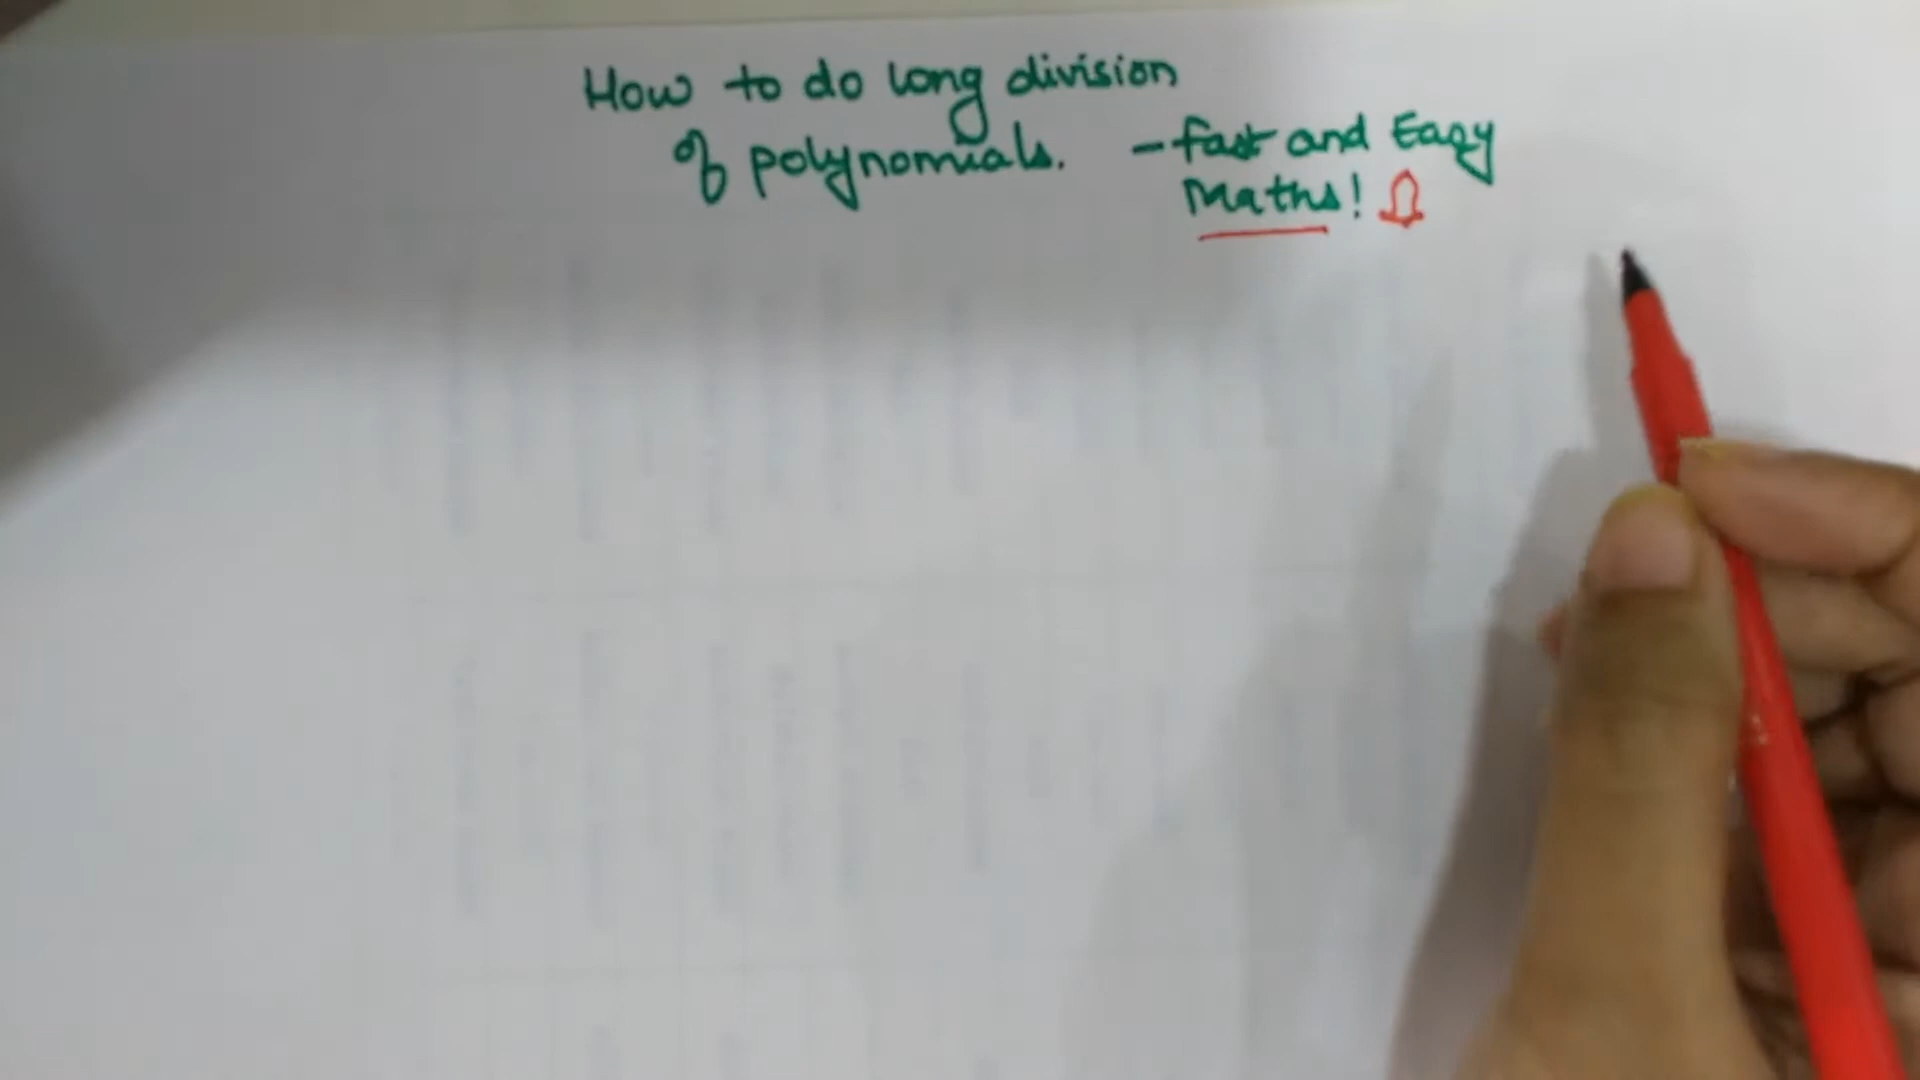 How to do long division
of polynomials.
- fast and Easy
Maths!